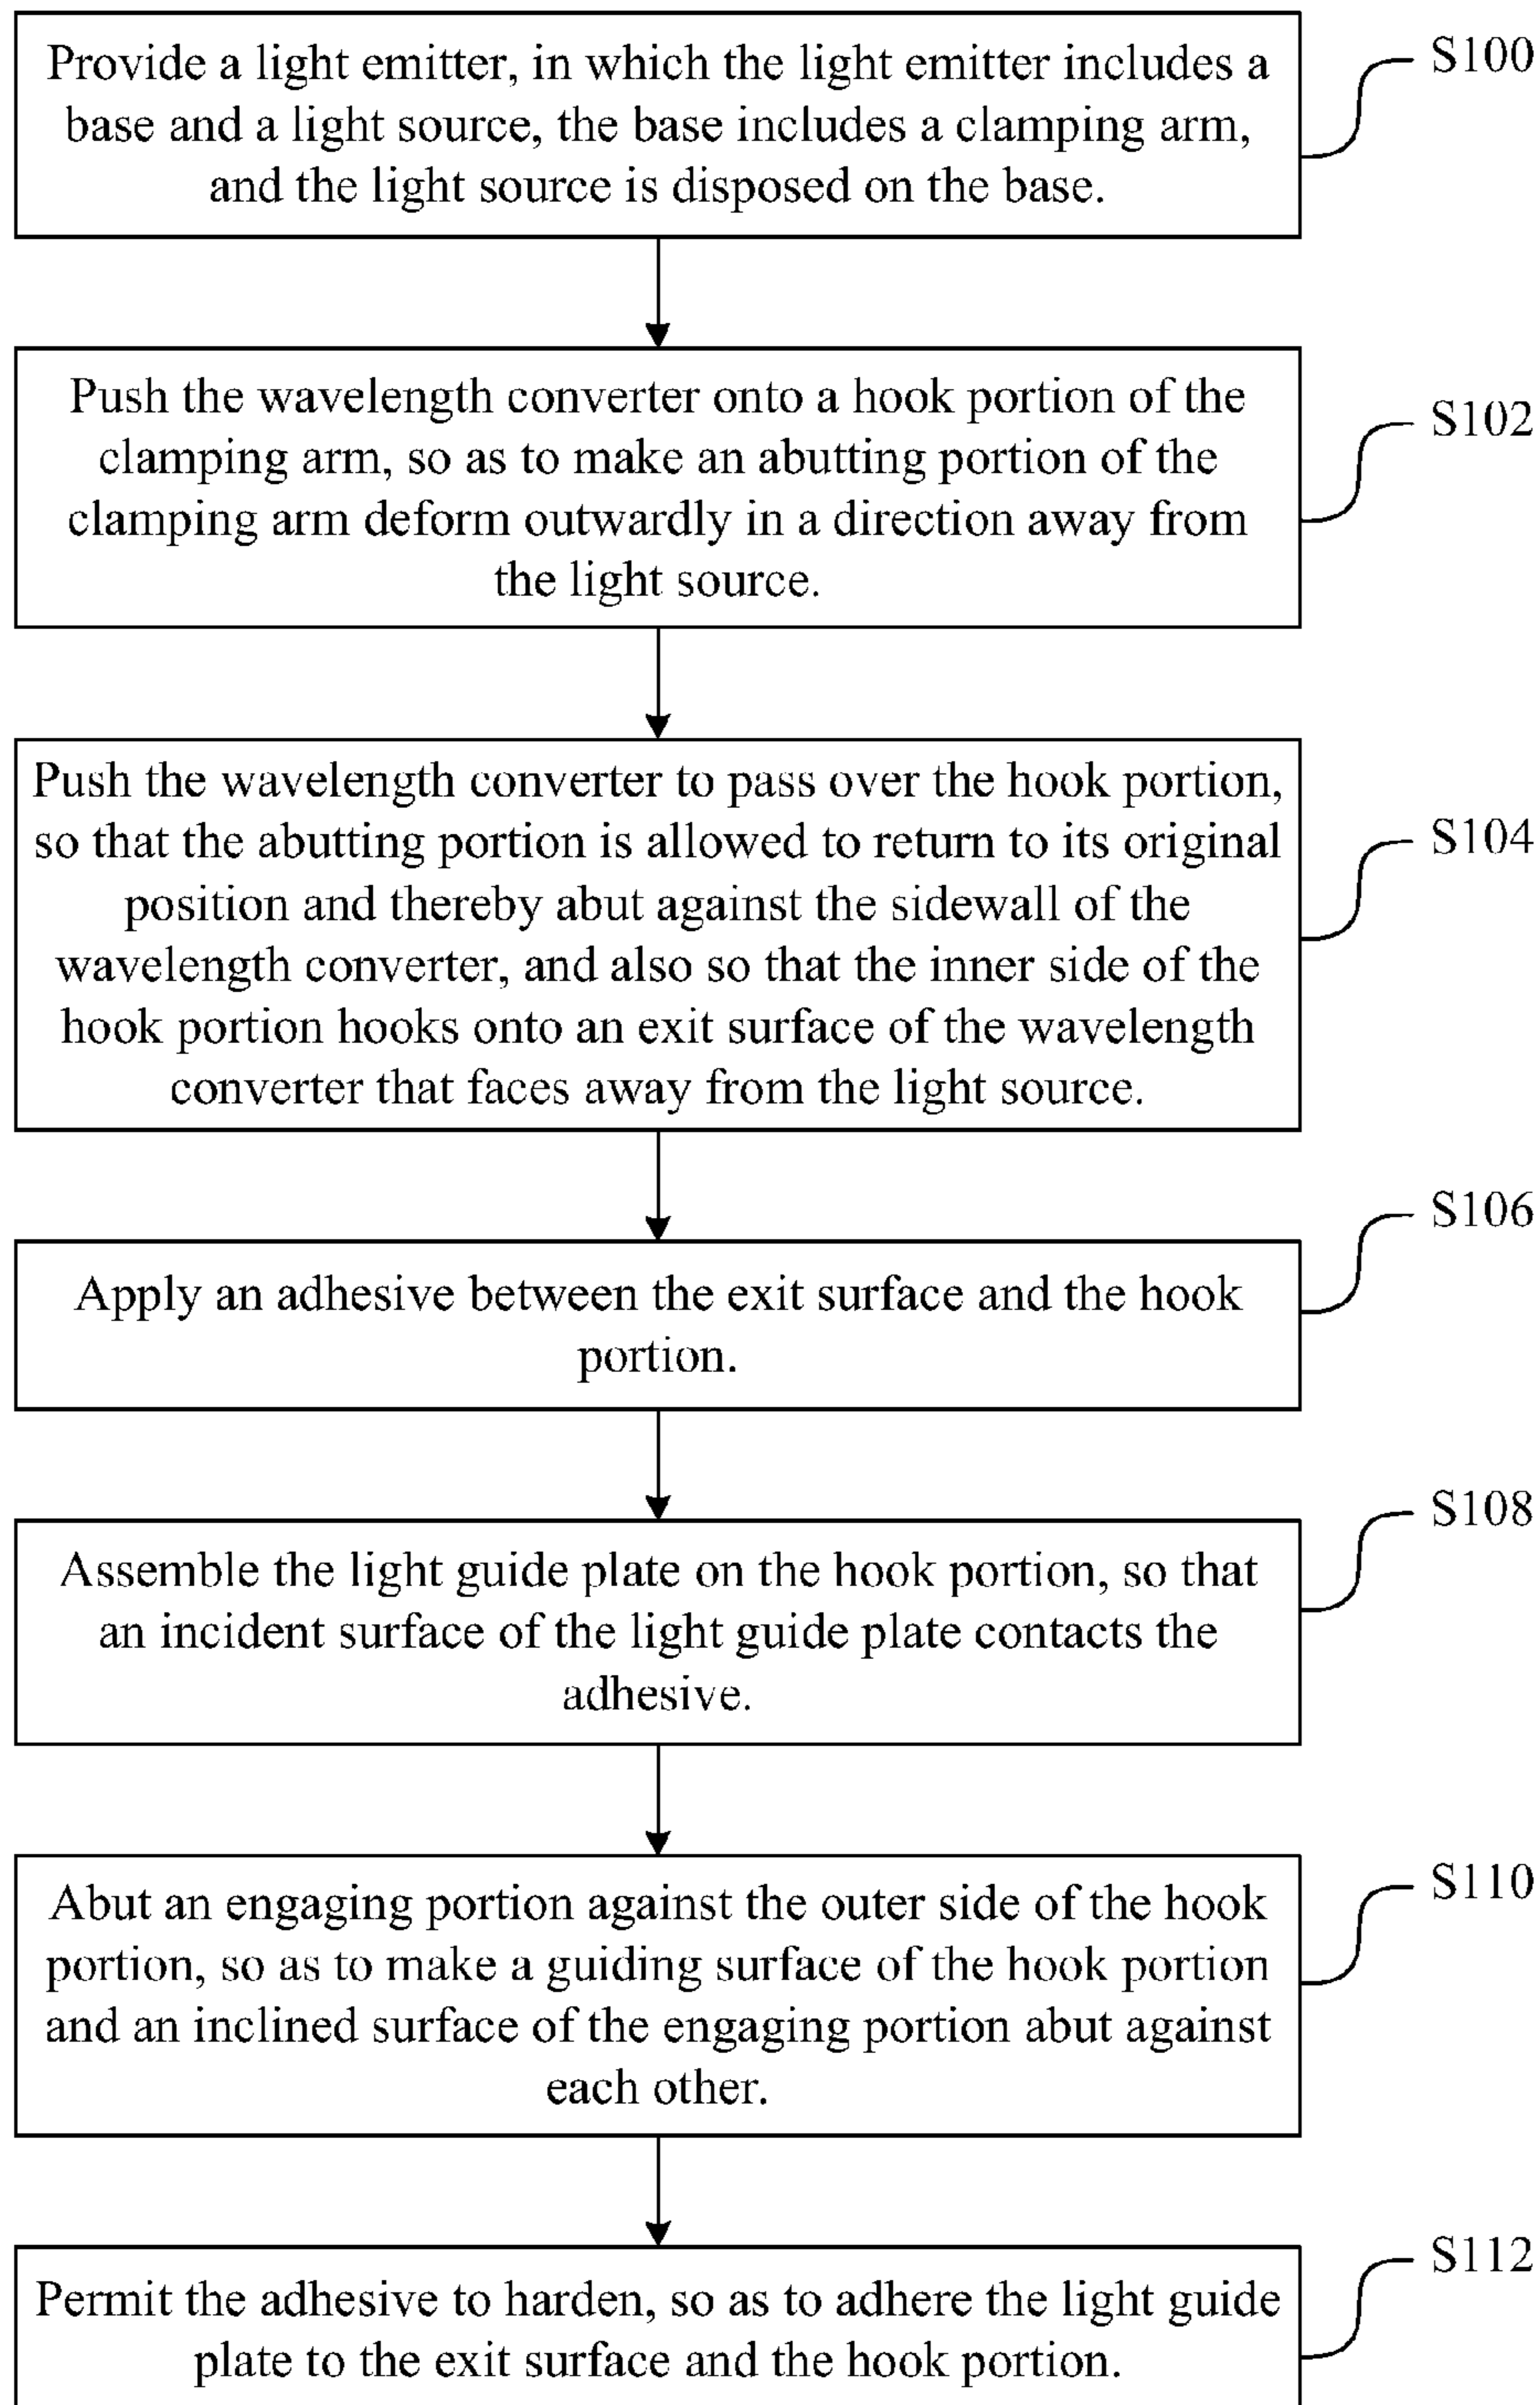 Provide a light emitter, in which the light emitter includes a
base and a light source, the base includes a clamping arm,
and the light source is disposed on the base.
S100
Push the wavelength converter onto a hook portion of the
clamping arm, so as to make an abutting portion of the
clamping arm deform outwardly in a direction away from
the light source.
S102
Push the wavelength converter to pass over the hook portion,
so that the abutting portion is allowed to return to its original
position and thereby abut against the sidewall of the
wavelength converter, and also so that the inner side of the
hook portion hooks onto an exit surface of the wavelength
converter that faces away from the light source.
S104
Apply an adhesive between the exit surface and the hook
portion.
S106
Assemble the light guide plate on the hook portion, so that
an incident surface of the light guide plate contacts the
adhesive.
S108
Abut an engaging portion against the outer side of the hook
portion, so as to make a guiding surface of the hook portion
and an inclined surface of the engaging portion abut against
each other.
S110
Permit the adhesive to harden, so as to adhere the light guide
plate to the exit surface and the hook portion.
S112